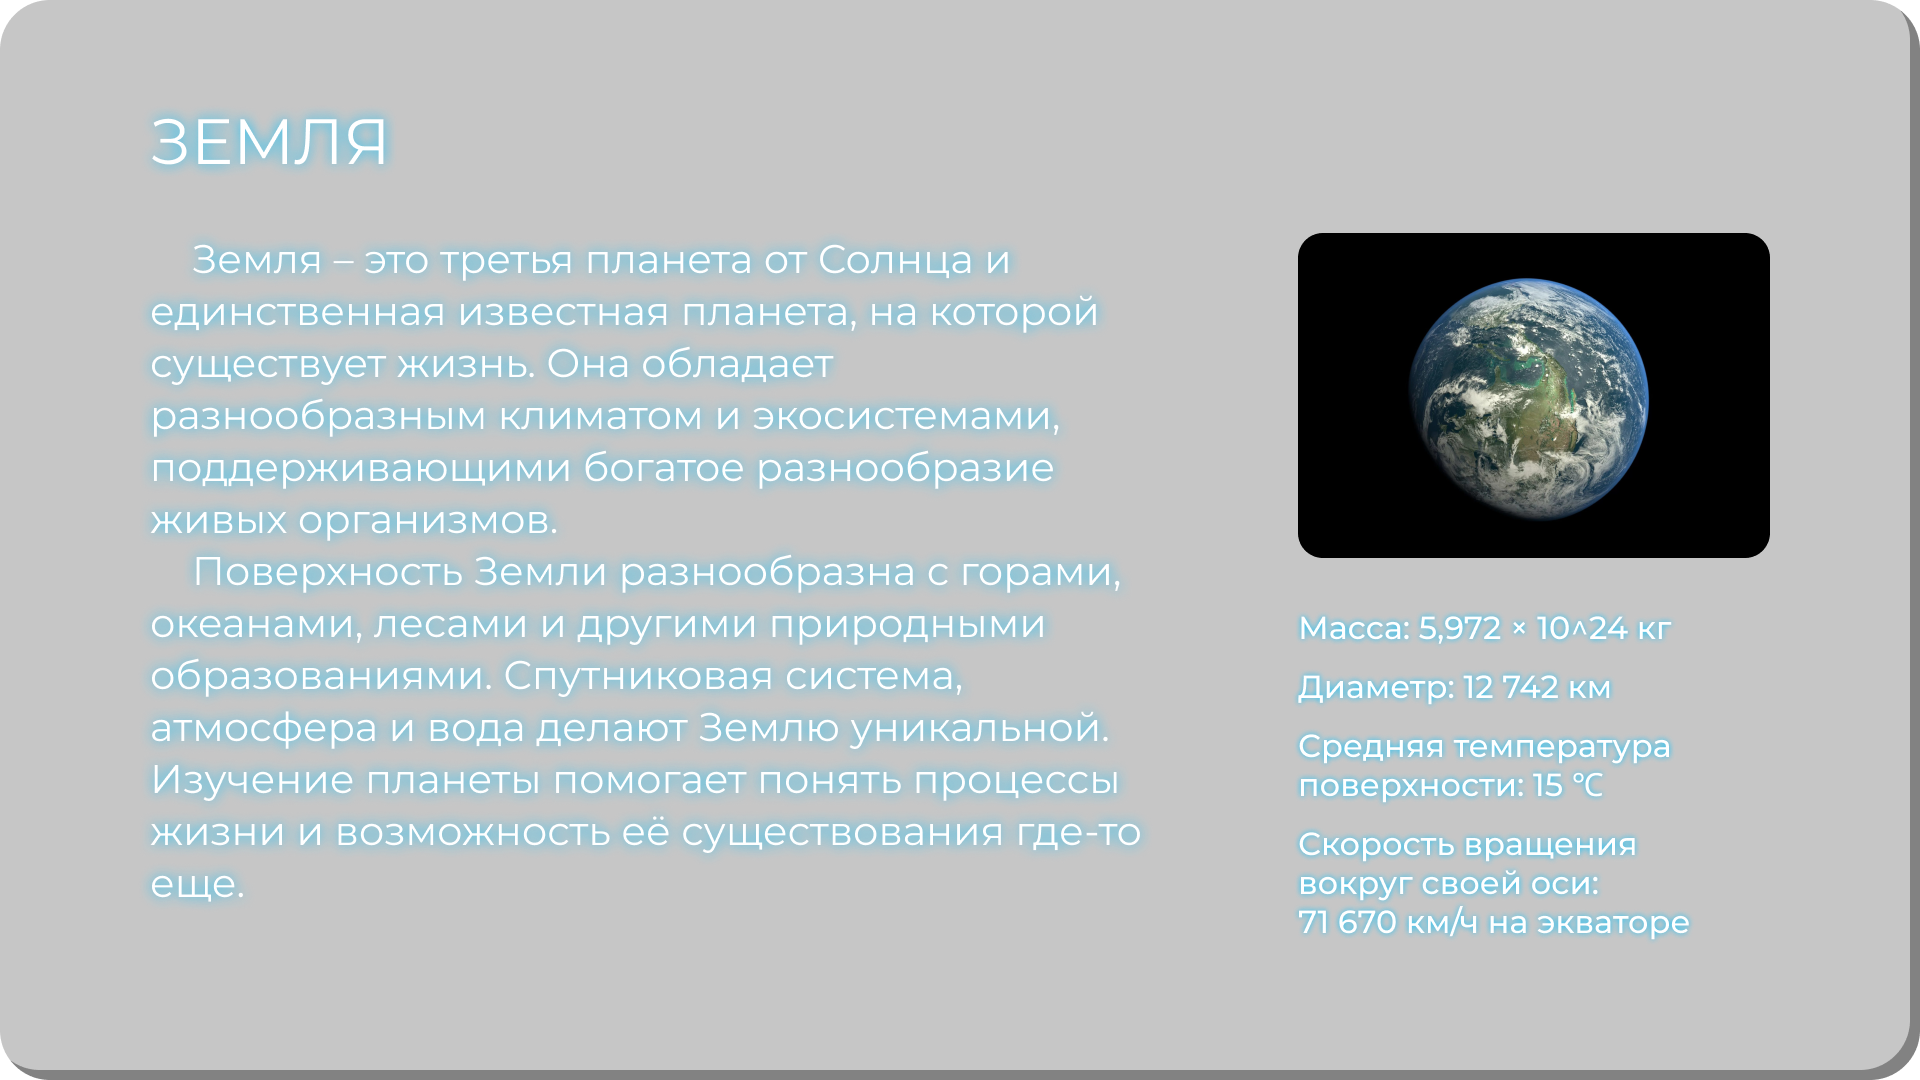 ЗЕМЛЯ
Земля – это третья планета от Солнца и
единственная известная планета, на которой
существует жизнь. Она обладает
разнообразным климатом и экосистемами,
поддерживающими богатое разнообразие
живых организмов.
Поверхность Земли разнообразна с горами,
океанами, лесами и другими природными
образованиями. Спутниковая система,
атмосфера и вода делают Землю уникальной.
Изучение планеты помогает понять процессы
жизни и возможность её существования где-то
еще.
Масса: 5,972 × 10^24 кг
Диаметр: 12 742 км
Средняя температура
поверхности: 15 ℃
Скорость вращения
вокруг своей оси:
71 670 км/ч на экваторе